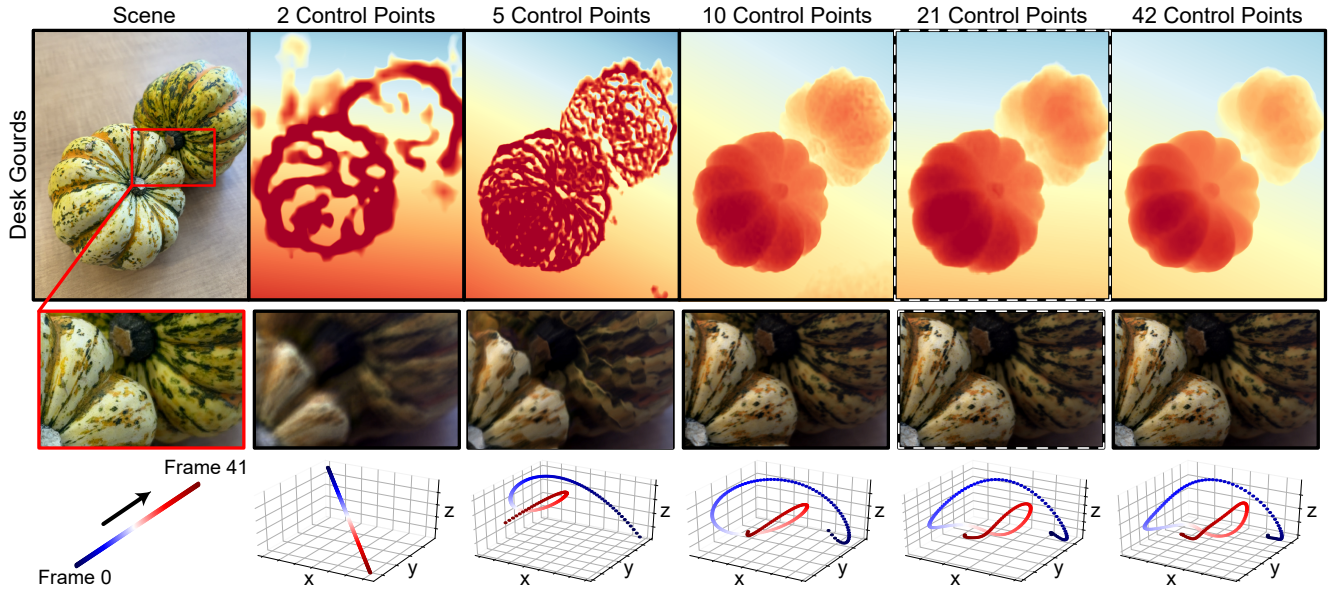 Scene
2 Control Points
5 Control Points
10 Control Points
21 Control Points
42 Control Points
Desk Gourds
Frame 41
Frame 0
x
y
z
x
y
z
x
y
z
x
y
z
x
y
z